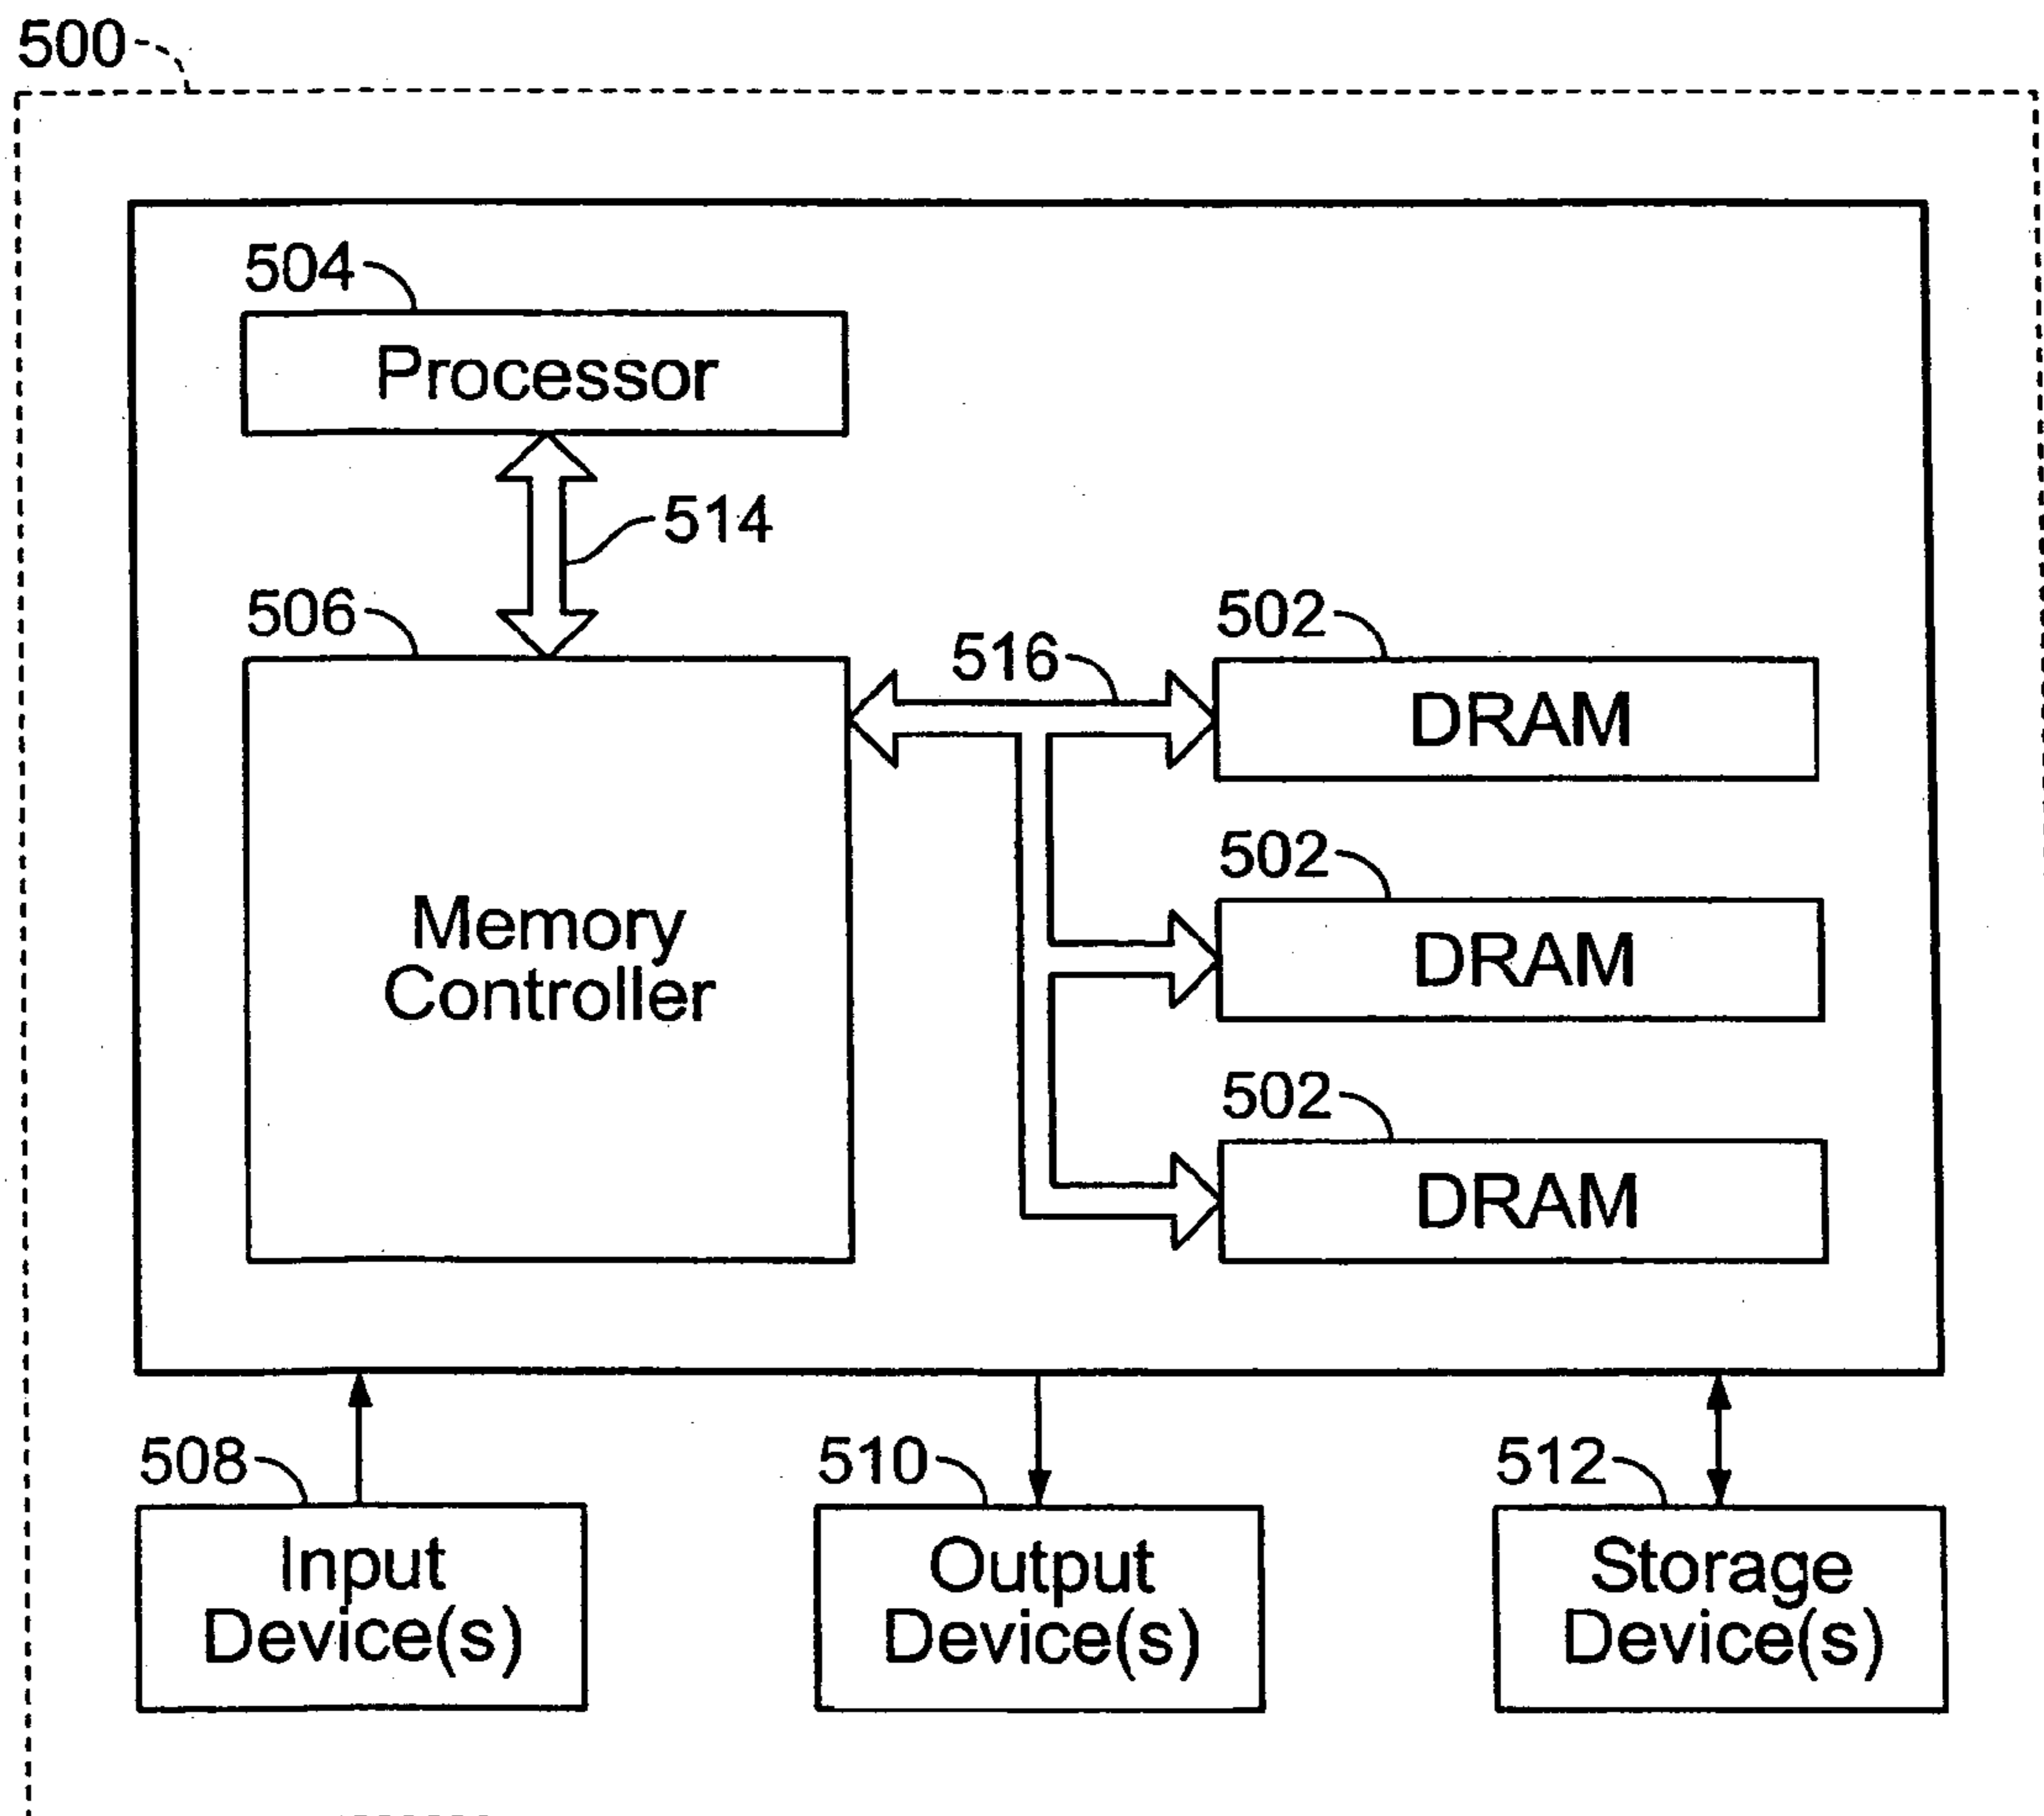 500
504
Processor
514
506
Memory
Controller
516
502
DRAM
502
DRAM
502
DRAM
508
Input
Device(s)
510
Output
Device(s)
512
Storage
Device(s)